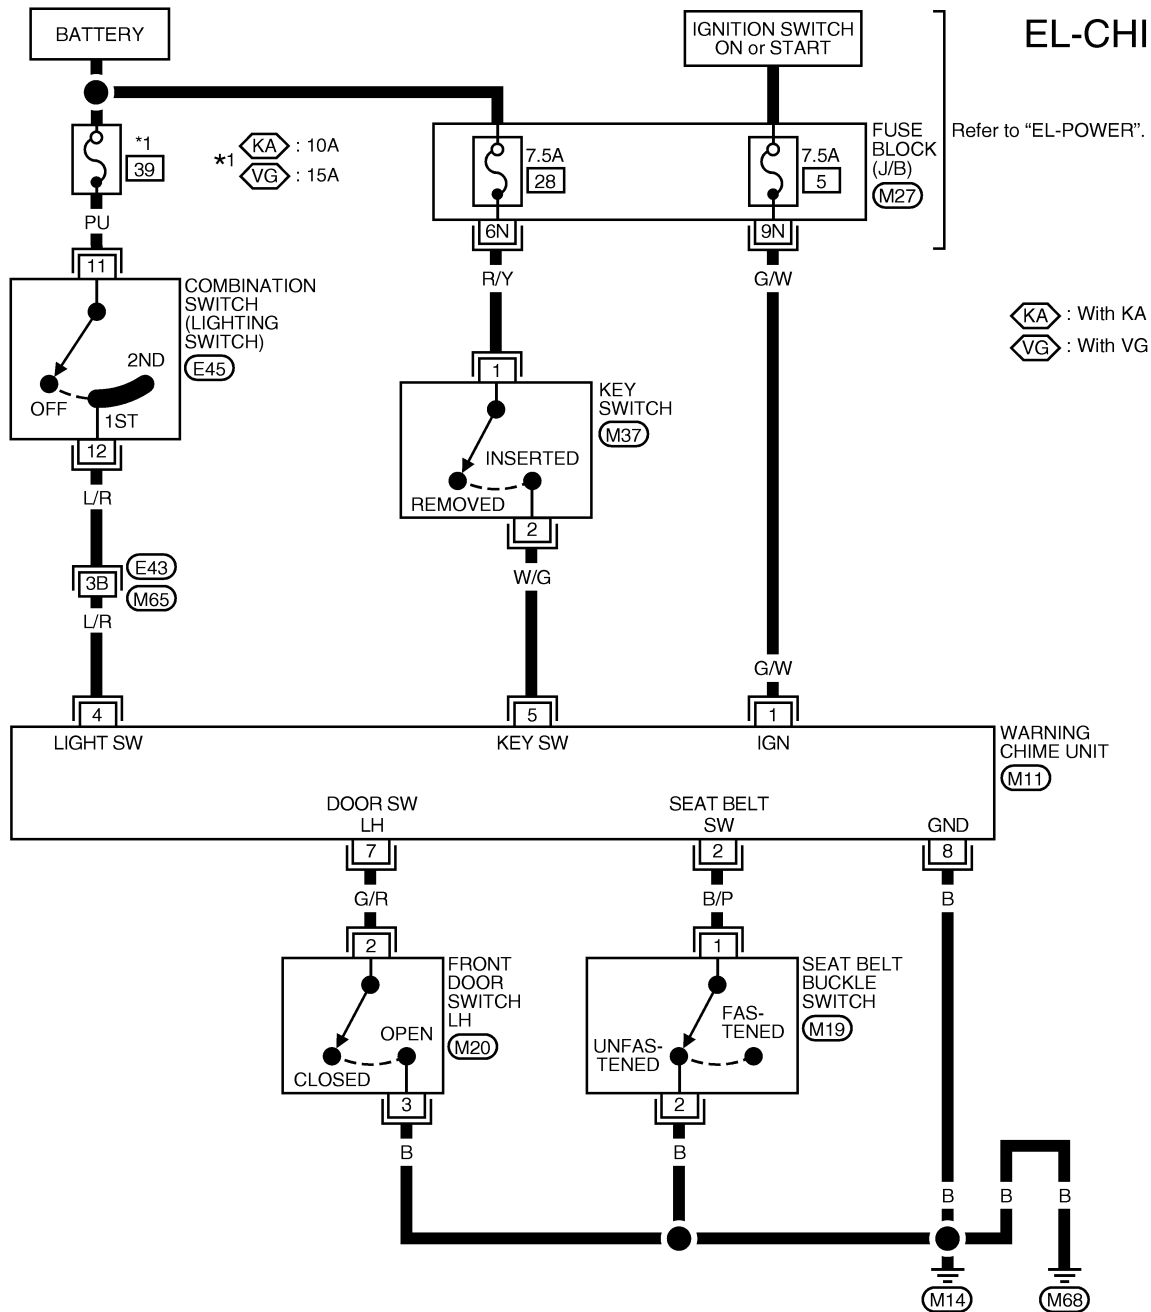 BATTERY
IGNITION SWITCH
ON or START
EL-CHI
*1
39
*1 KA : 10A
VG : 15A
7.5A
28
7.5A
5
FUSE
BLOCK
(J/B)
M27
Refer to “EL-POWER”.
PU
6N
9N
11
R/Y
G/W
COMBINATION
SWITCH
(LIGHTING
SWITCH)
E45
2ND
OFF
1ST
KA : With KA
VG : With VG
1
KEY
SWITCH
M37
INSERTED
REMOVED
12
L/R
2
3B
E43
M65
W/G
L/R
G/W
4
5
1
LIGHT SW
KEY SW
IGN
WARNING
CHIME UNIT
M11
DOOR SW
LH
SEAT BELT
SW
GND
7
2
8
G/R
B/P
B
2
1
FRONT
DOOR
SWITCH
LH
M20
OPEN
CLOSED
SEAT BELT
BUCKLE
SWITCH
M19
FAS-
TENED
UNFAS-
TENED
3
2
B
B
B
B
B
M14
M68